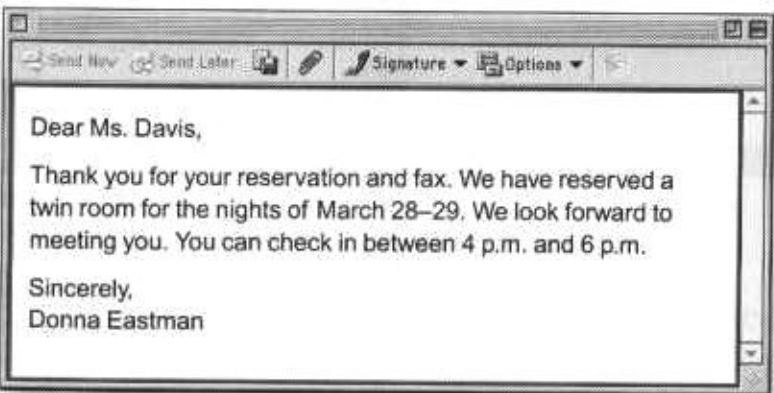 Send Now Send Later Signature Options
Dear Ms. Davis,
Thank you for your reservation and fax. We have reserved a
twin room for the nights of March 28–29. We look forward to
meeting you. You can check in between 4 p.m. and 6 p.m.
Sincerely,
Donna Eastman